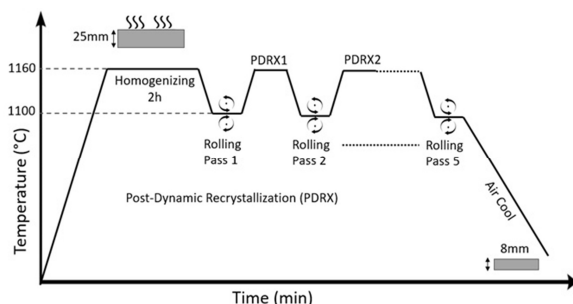 25mm
PDRX1
PDRX2
1160
Homogenizing
2h
1100
Rolling
Pass 1
Rolling
Pass 2
Rolling
Pass 5
Temperature (°C)
Post-Dynamic Recrystallization (PDRX)
Air Cool
8mm
Time (min)